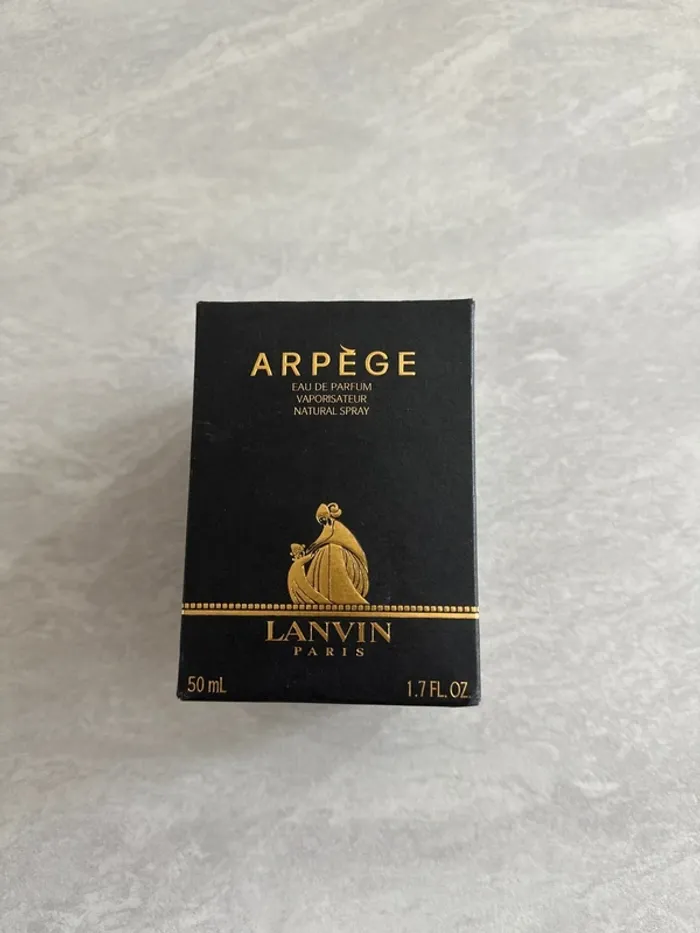 ARPÈGE
EAU DE PARFUM
VAPORISATEUR
NATURAL SPRAY
LANVIN
PARIS
50 mL 1.7 FL. OZ.